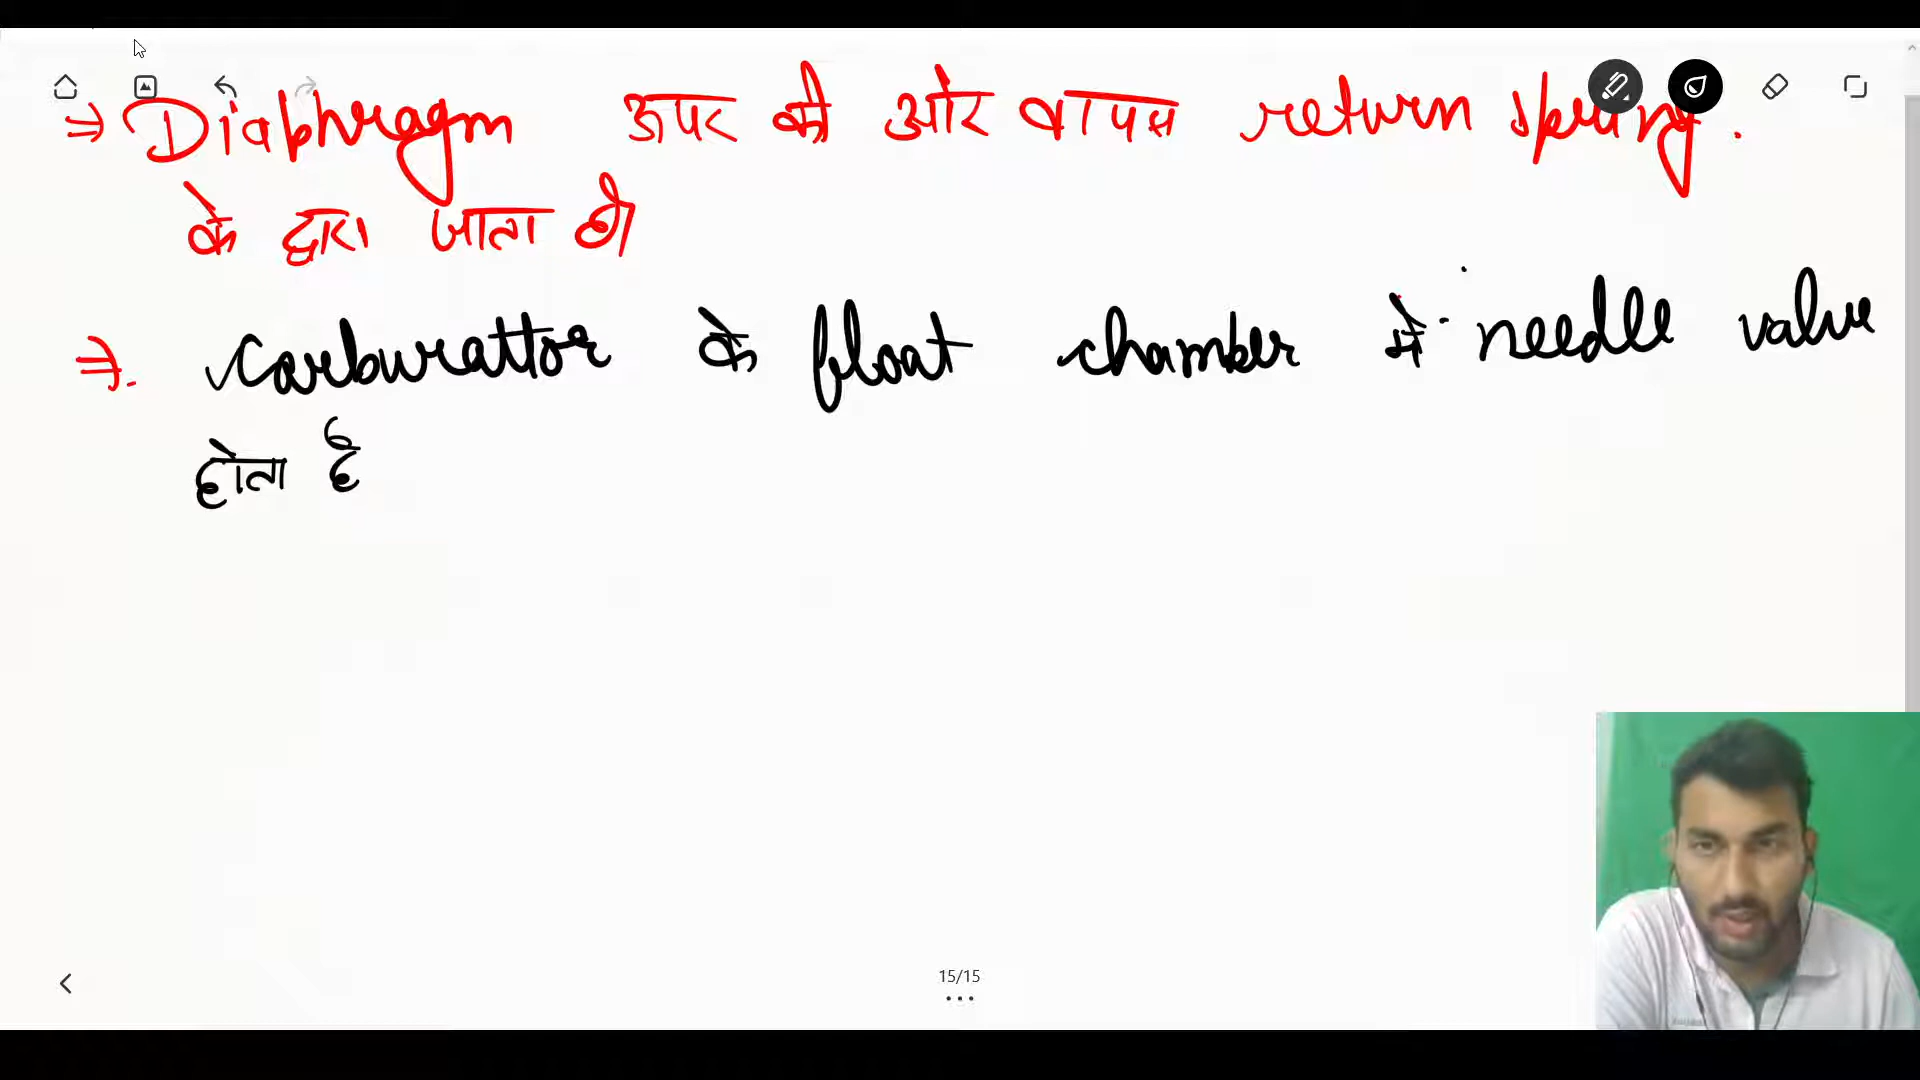 ⇒ Diaphragm ऊपर की ओर वापस return spring.
के द्वारा जाता है।
⇒. Carburattor के float chamber में needle valve
होता है
15/15